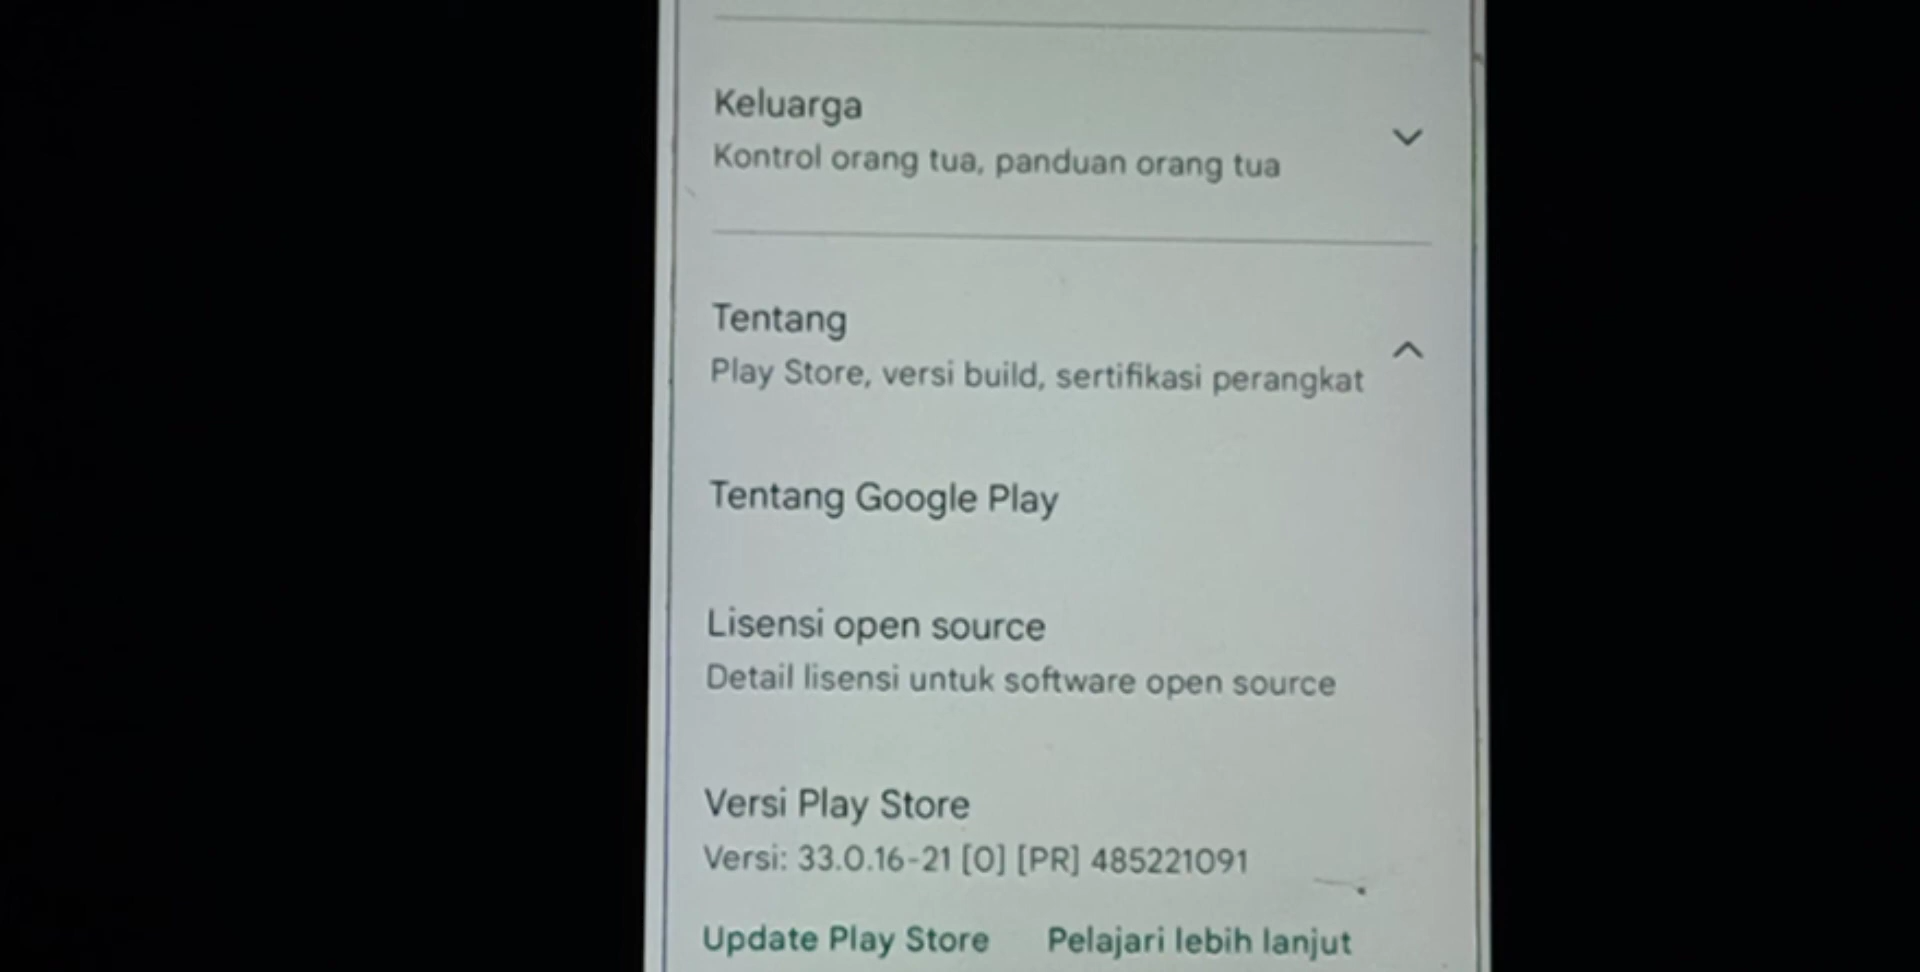 Keluarga
Kontrol orang tua, panduan orang tua
Tentang
Play Store, versi build, sertifikasi perangkat
Tentang Google Play
Lisensi open source
Detail lisensi untuk software open source
Versi Play Store
Versi: 33.0.16-21 [0] [PR] 485221091
Update Play Store Pelajari lebih lanjut